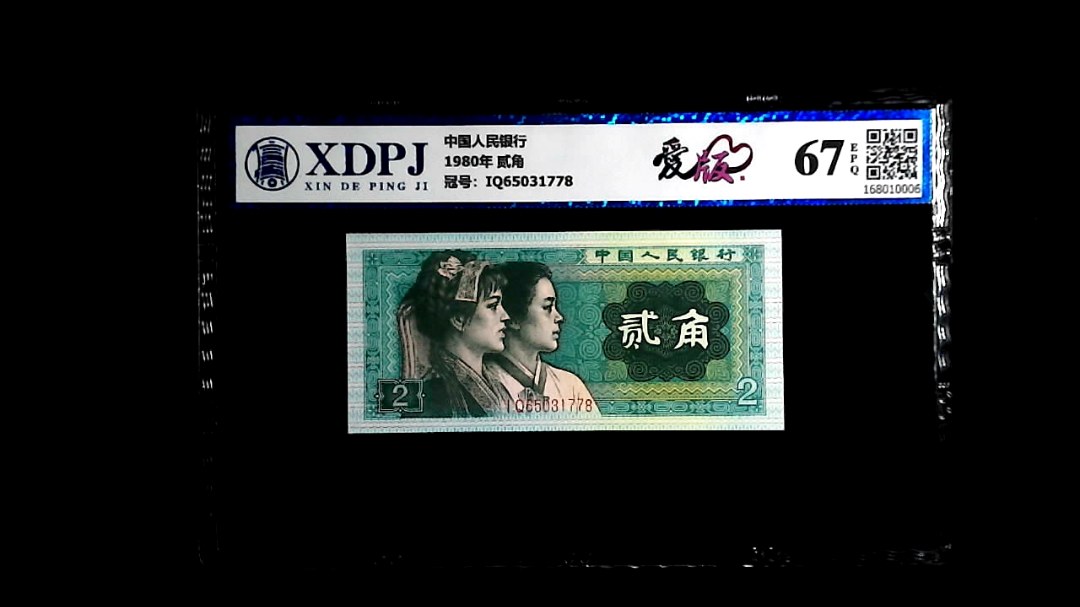 XDPJ
XIN DE PING JI
中国人民银行
1980年 贰角
冠号：IQ65031778
爱版
67
EPQ
168010006
中国人民银行
贰角
2
2
IQ65031778